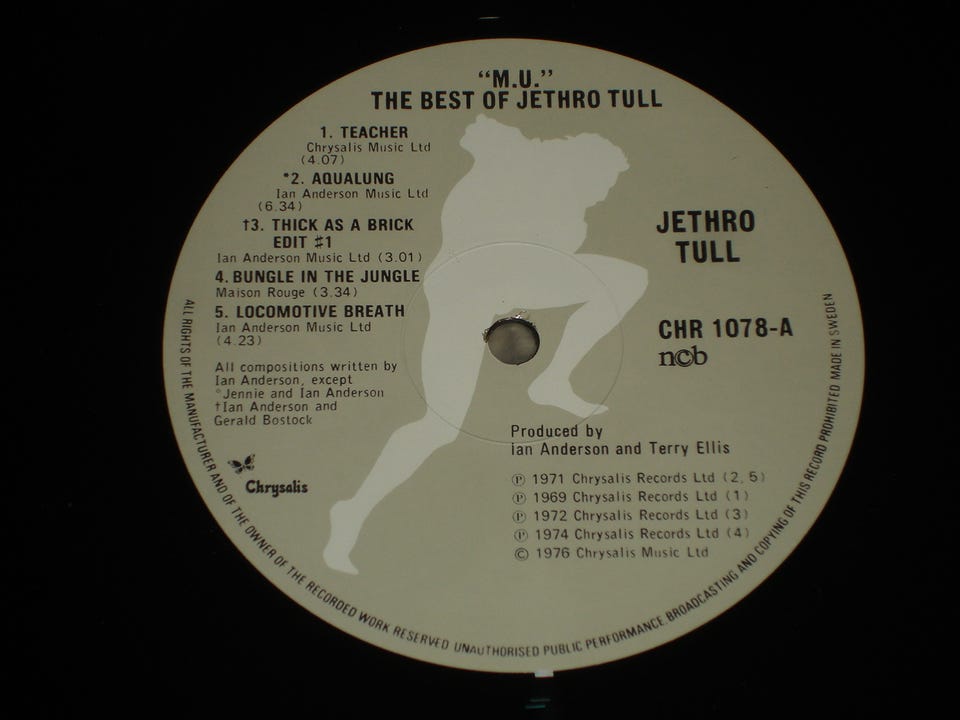 “M.U.”
THE BEST OF JETHRO TULL
1. TEACHER
Chrysalis Music Ltd
(4.07)
*2. AQUALUNG
Ian Anderson Music Ltd
(6.34)
†3. THICK AS A BRICK
EDIT #1
Ian Anderson Music Ltd (3.01)
4. BUNGLE IN THE JUNGLE
Maison Rouge (3.34)
5. LOCOMOTIVE BREATH
Ian Anderson Music Ltd
(4.23)
All compositions written by
Ian Anderson, except
*Jennie and Ian Anderson
†Ian Anderson and
Gerald Bostock
Chrysalis
JETHRO
TULL
CHR 1078-A
n©b
Produced by
Ian Anderson and Terry Ellis
℗ 1971 Chrysalis Records Ltd (2, 5)
℗ 1969 Chrysalis Records Ltd (1)
℗ 1972 Chrysalis Records Ltd (3)
℗ 1974 Chrysalis Records Ltd (4)
© 1976 Chrysalis Music Ltd
ALL RIGHTS OF THE MANUFACTURER AND OF THE OWNER OF THE RECORDED WORK RESERVED UNAUTHORISED PUBLIC PERFORMANCE, BROADCASTING AND COPYING OF THIS RECORD PROHIBITED MADE IN SWEDEN